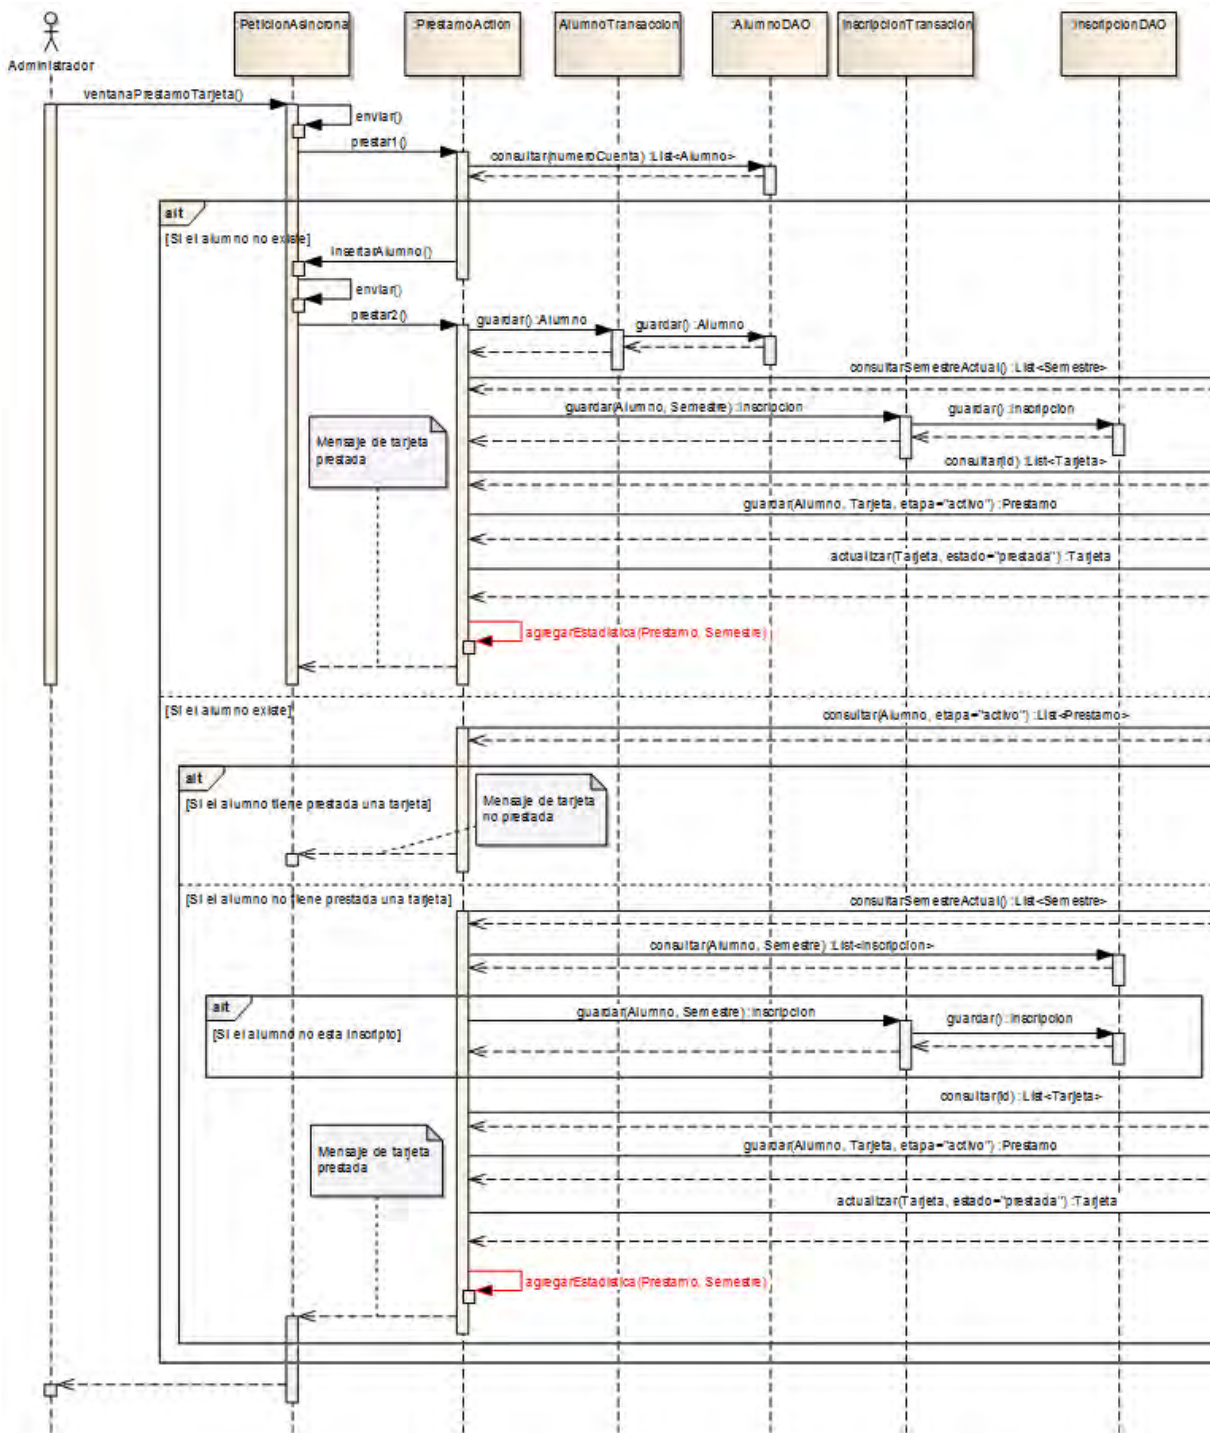 :PeticionAsincrona
:PrestamoAction
AlumnoTransaccion
:AlumnoDAO
InscripcionTransacion
:InscripcionDAO
Administrador
ventanaPrestamoTarjeta()
enviar()
prestar1()
consultar(numeroCuenta) :List<Alumno>
alt
[Si el alumno no existe]
insertarAlumno()
enviar()
prestar2()
guardar() :Alumno
guardar() :Alumno
consultarSemestreActual() :List<Semestre>
guardar(Alumno, Semestre) :Inscripcion
guardar() :Inscripcion
Mensaje de tarjeta
prestada
consultar(id) :List<Tarjeta>
guardar(Alumno, Tarjeta, etapa="activo") :Prestamo
actualizar(Tarjeta, estado="prestada") :Tarjeta
agregarEstadistica(Prestamo, Semestre)
[Si el alumno existe]
consultar(Alumno, etapa="activo") :List<Prestamo>
alt
[Si el alumno tiene prestada una tarjeta]
Mensaje de tarjeta
no prestada
[Si el alumno no tiene prestada una tarjeta]
consultarSemestreActual() :List<Semestre>
consultar(Alumno, Semestre) :List<Inscripcion>
alt
guardar(Alumno, Semestre) :Inscripcion
guardar() :Inscripcion
[Si el alumno no esta inscripto]
consultar(id) :List<Tarjeta>
Mensaje de tarjeta
prestada
guardar(Alumno, Tarjeta, etapa="activo") :Prestamo
actualizar(Tarjeta, estado="prestada") :Tarjeta
agregarEstadistica(Prestamo, Semestre)